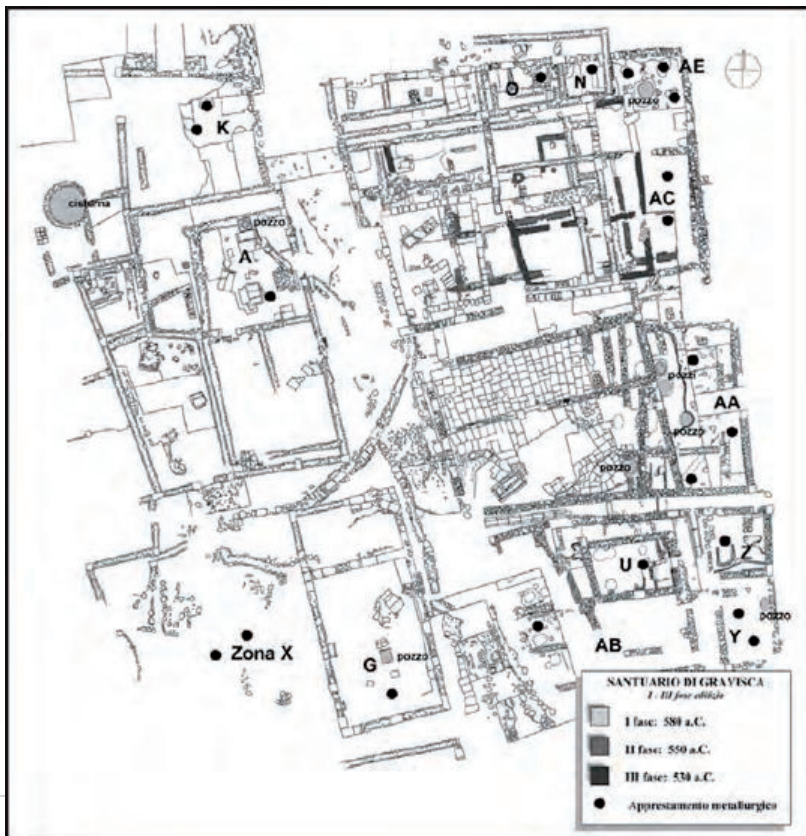 O
N
AE
pozzo
K
AC
cisterna
pozzo
A
pozzi
AA
pozzo
pozzo
Z
U
pozzo
Y
AB
Zona X
G
pozzo
SANTUARIO DI GRAVISCA
I - III fase edilizie
I fase: 580 a.C.
II fase: 550 a.C.
III fase: 530 a.C.
Apprestamento metallurgico